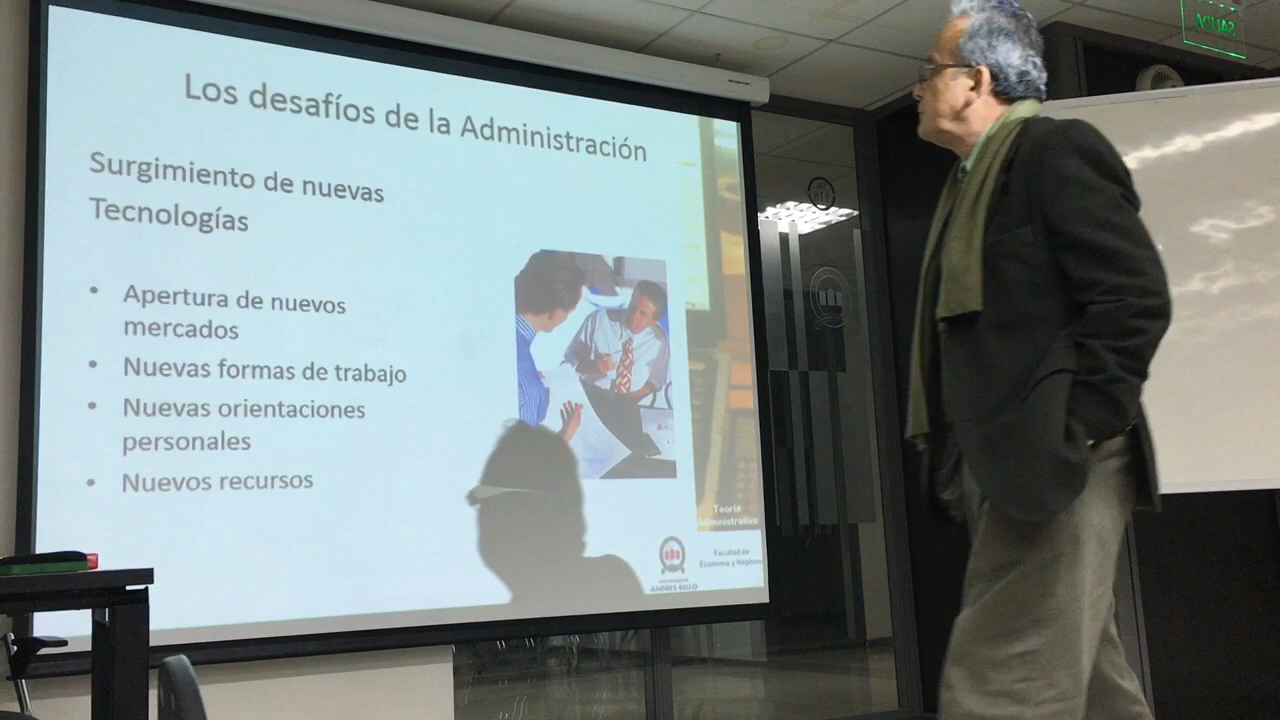 Los desafíos de la Administración
Surgimiento de nuevas
Tecnologías
• Apertura de nuevos
mercados
• Nuevas formas de trabajo
• Nuevas orientaciones
personales
• Nuevos recursos
Teoría
Administrativa
Facultad de
Economía y Negocios
ANDRES BELLO